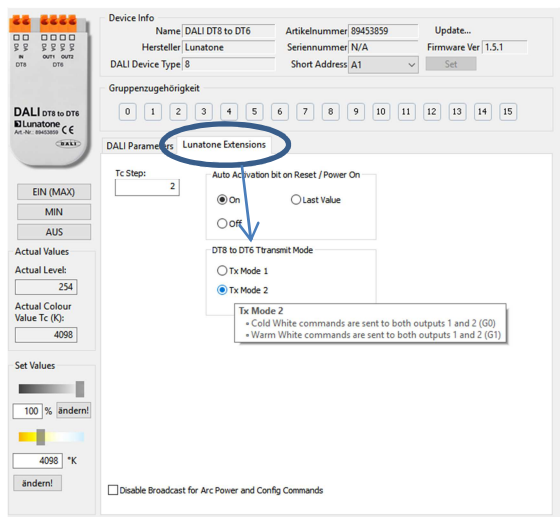 Device Info
Name DALI DT8 to DT6 Artikelnummer 89453859 Update...
Hersteller Lunatone Seriennummer N/A Firmware Ver 1.5.1
DALI Device Type 8 Short Address A1 Set
Gruppenzugehörigkeit
0 1 2 3 4 5 6 7 8 9 10 11 12 13 14 15
DA DA DA DA DA DA
IN OUT1 OUT2
DT8 DT6
DALI DT8 to DT6
Lunatone
Art.-Nr.: 89453859 CE
DALI
EIN (MAX)
MIN
AUS
Actual Values
Actual Level:
254
Actual Colour
Value Tc (K):
4098
Set Values
100 % ändern!
4098 °K
ändern!
DALI Parameters Lunatone Extensions
Tc Step:
2
Auto Activation bit on Reset / Power On
On Last Value
Off
DT8 to DT6 Ttransmit Mode
Tx Mode 1
Tx Mode 2
Tx Mode 2
• Cold White commands are sent to both outputs 1 and 2 (G0)
• Warm White commands are sent to both outputs 1 and 2 (G1)
Disable Broadcast for Arc Power and Config Commands